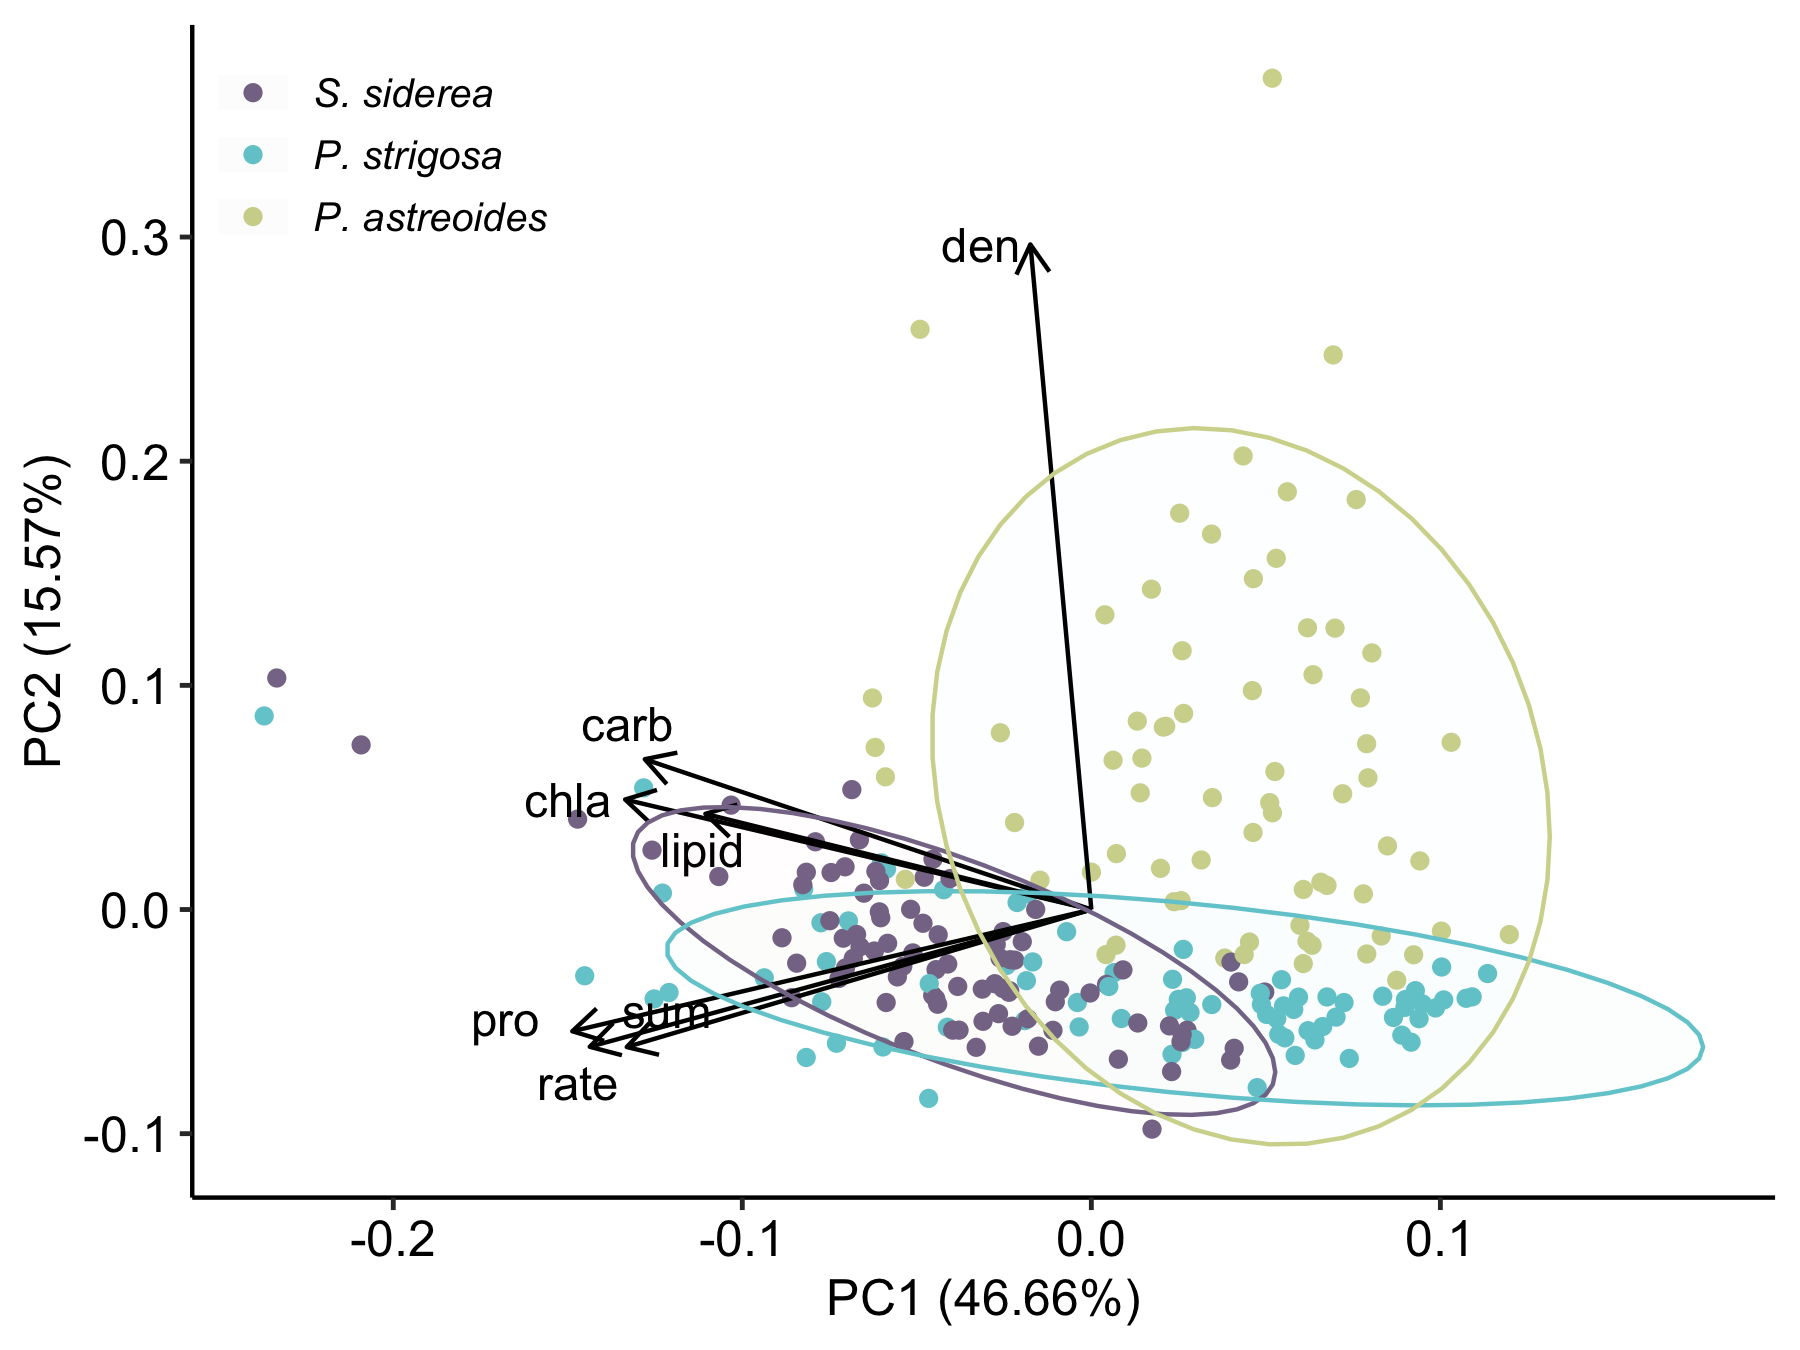 S. siderea
P. strigosa
P. astreoides
den
carb
chla
lipid
sum
pro
rate
0.3
0.2
0.1
0.0
-0.1
PC2 (15.57%)
-0.2 -0.1 0.0 0.1
PC1 (46.66%)